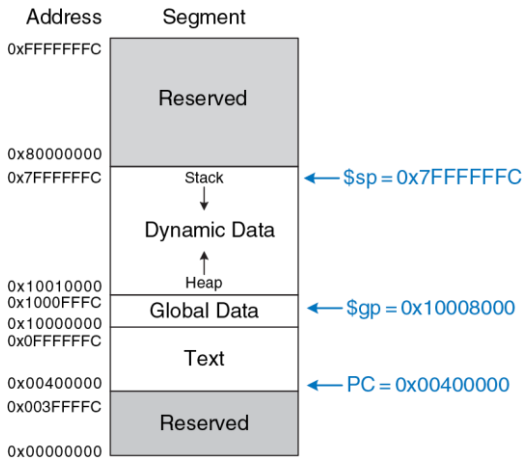 Address Segment
0xFFFFFFFC
Reserved
0x80000000
0x7FFFFFFC Stack $sp = 0x7FFFFFFC
Dynamic Data
0x10010000 Heap
0x1000FFFC
Global Data $gp = 0x10008000
0x10000000
0x0FFFFFFC
Text
0x00400000 PC = 0x00400000
0x003FFFFC
Reserved
0x00000000